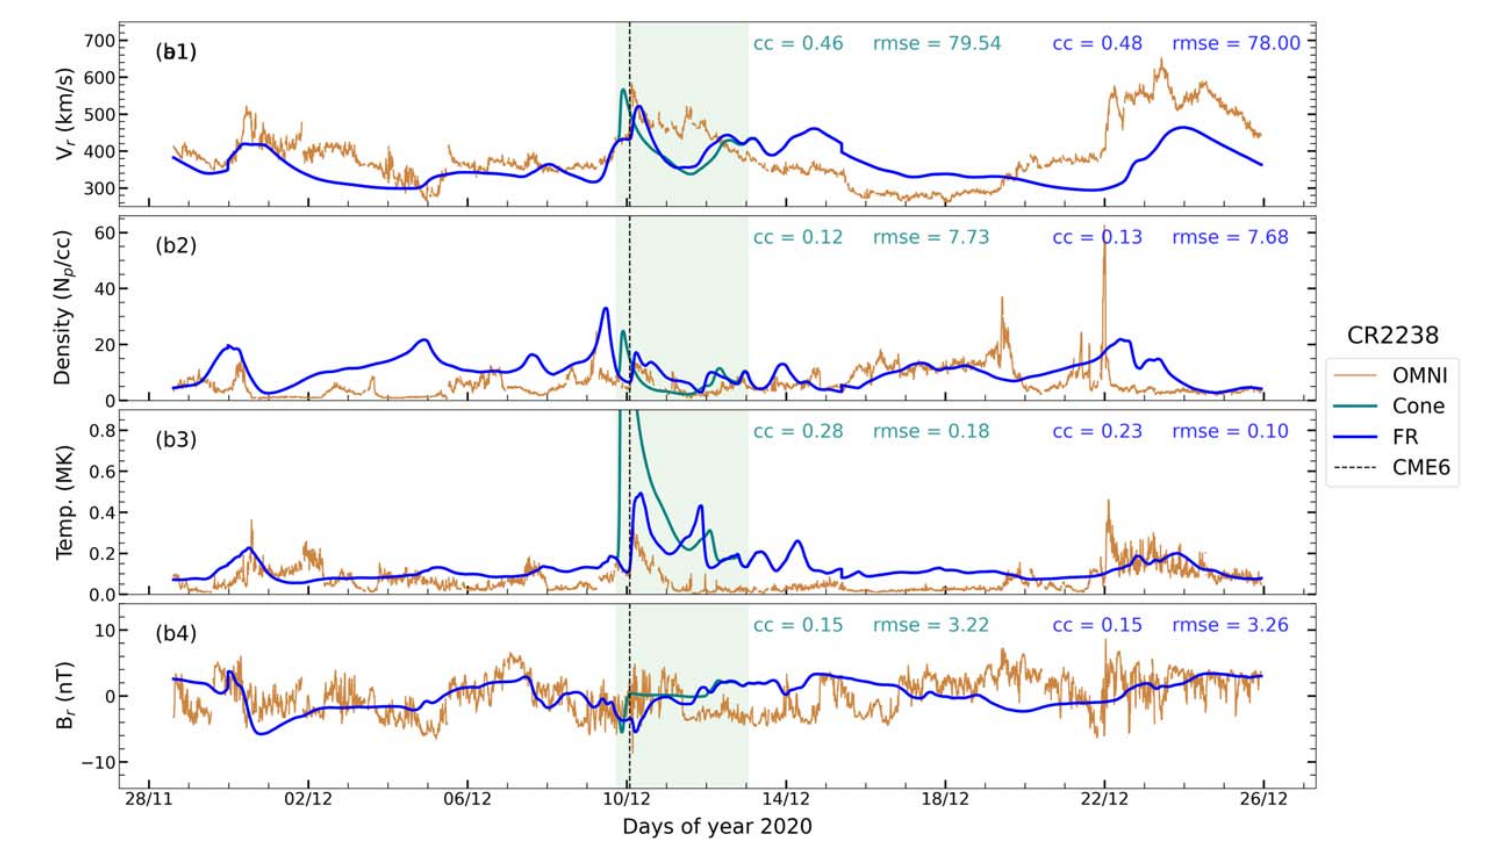 (b1)
cc = 0.46 rmse = 79.54 cc = 0.48 rmse = 78.00
700
600
500
400
300
V_r (km/s)
(b2)
cc = 0.12 rmse = 7.73 cc = 0.13 rmse = 7.68
60
40
20
0
Density (N_p/cc)
(b3)
cc = 0.28 rmse = 0.18 cc = 0.23 rmse = 0.10
0.8
0.6
0.4
0.2
0.0
Temp. (MK)
(b4)
cc = 0.15 rmse = 3.22 cc = 0.15 rmse = 3.26
10
0
−10
B_r (nT)
28/11 02/12 06/12 10/12 14/12 18/12 22/12 26/12
Days of year 2020
CR2238
OMNI
Cone
FR
CME6